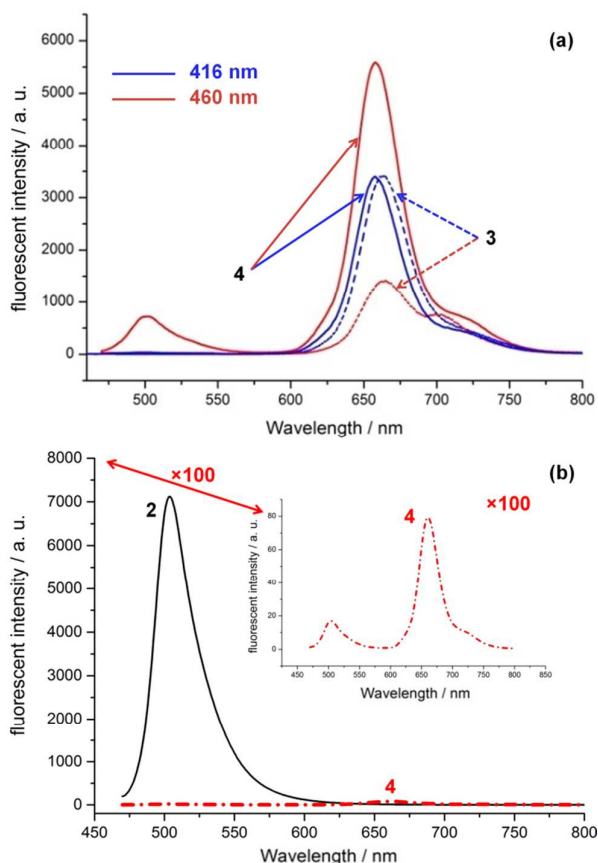 (a)
416 nm
460 nm
4
3
fluorescent intensity / a. u.
6000
5000
4000
3000
2000
1000
0
500 550 600 650 700 750 800
Wavelength / nm
(b)
×100
2
4
fluorescent intensity / a. u.
8000
7000
6000
5000
4000
3000
2000
1000
0
450 500 550 600 650 700 750 800
Wavelength / nm
4
×100
fluorescent intensity / a. u.
80
60
40
20
0
400 450 500 550 600 650 700 750 800 850
Wavelength / nm